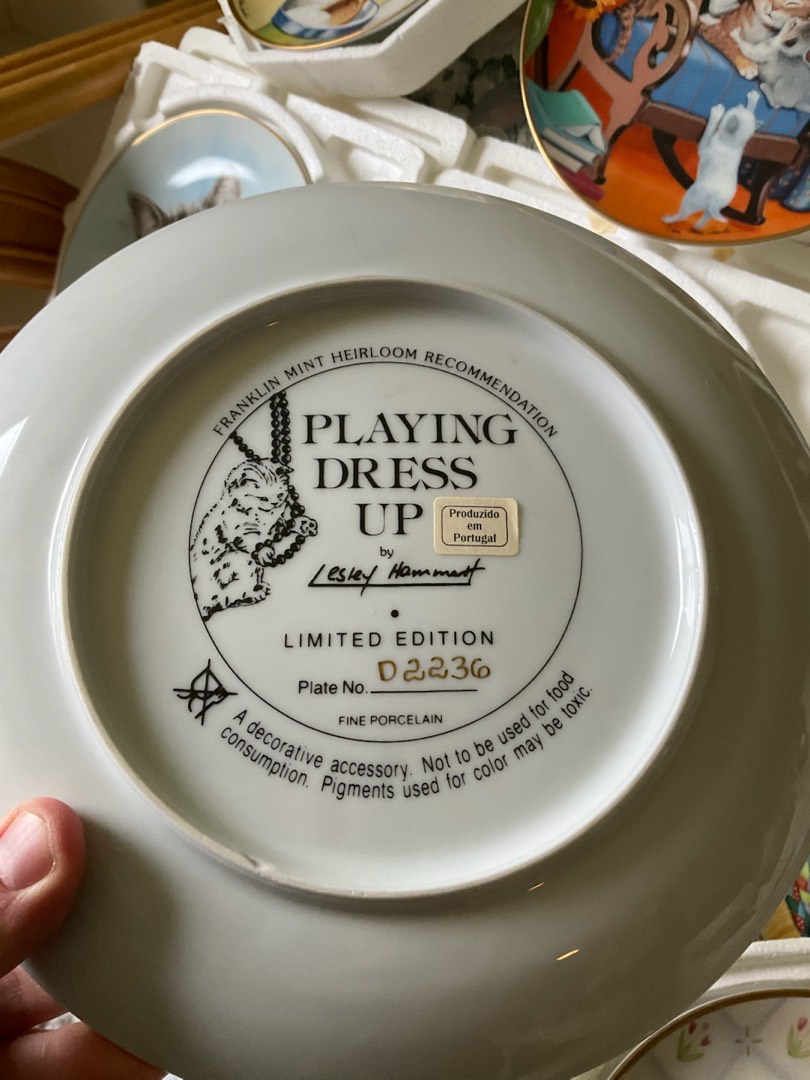 FRANKLIN MINT HEIRLOOM RECOMMENDATION
PLAYING
DRESS
UP
Produzido
em
Portugal
by
Lesley Hammett
LIMITED EDITION
Plate No. D2236
FINE PORCELAIN
A decorative accessory. Not to be used for food
consumption. Pigments used for color may be toxic.